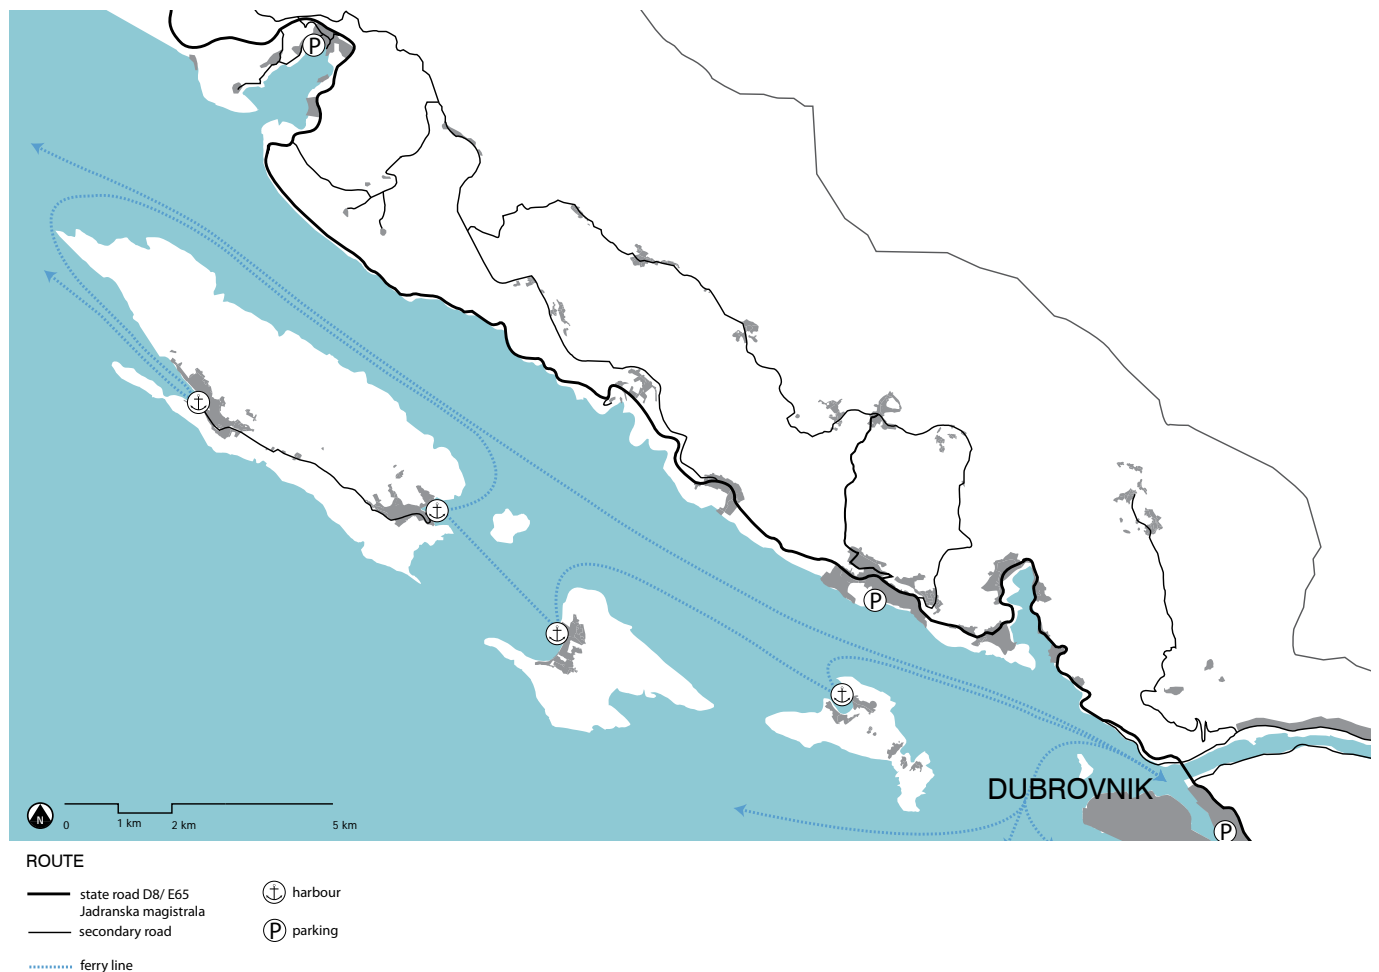 P
P
DUBROVNIK
P
N
0
1 km
2 km
5 km
ROUTE
state road D8/ E65
Jadranska magistrala
secondary road
ferry line
harbour
P parking